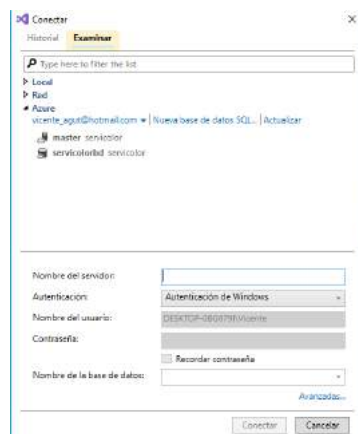 Conectar
Historial Examinar
Type here to filter the list
Local
Red
Azure
vicente_agut@hotmail.com Nueva base de datos SQL... Actualizar
master servicolor
servicolorbd servicolor
Nombre del servidor:
Autenticación: Autenticación de Windows
Nombre del usuario: \Vicente
Contraseña:
Recordar contraseña
Nombre de la base de datos:
Avanzadas...
Conectar Cancelar